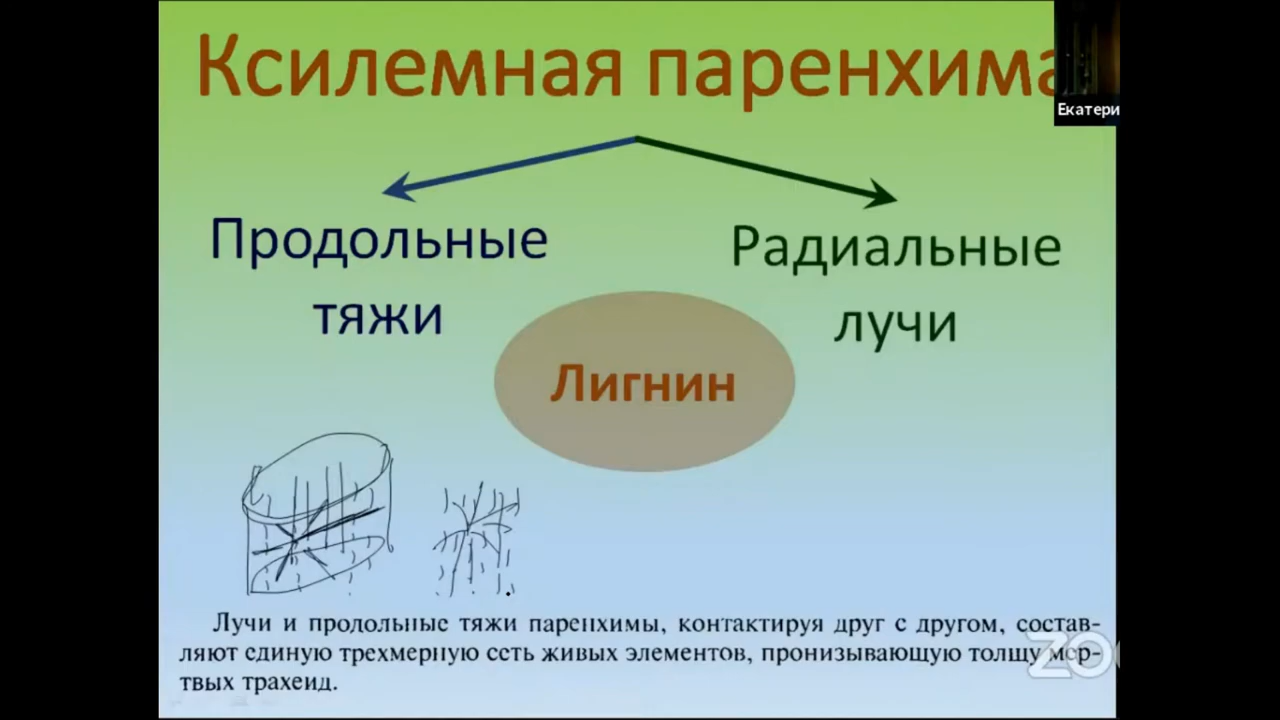 Ксилемная паренхима
Екатери
Продольные
тяжи
Радиальные
лучи
Лигнин
Лучи и продольные тяжи паренхимы, контактируя друг с другом, состав-
ляют единую трехмерную сеть живых элементов, пронизывающую толщу мер-
твых трахеид.
ZOO